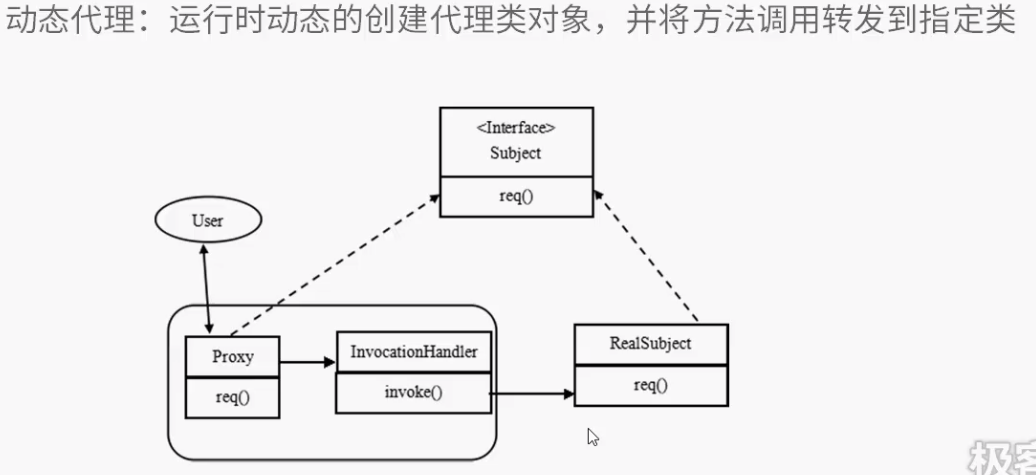 动态代理：运行时动态的创建代理类对象，并将方法调用转发到指定类
<Interface>
Subject
req()
User
Proxy
req()
InvocationHandler
invoke()
RealSubject
req()
极客